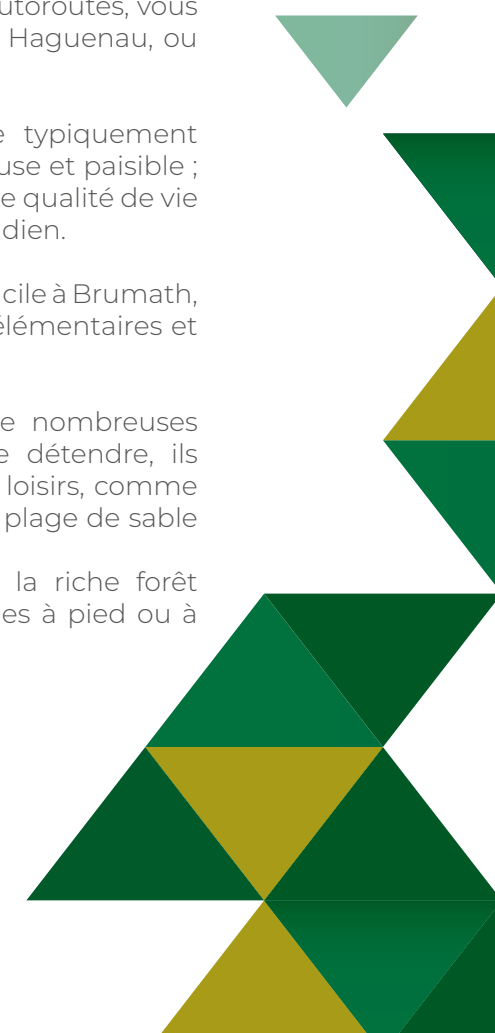 utoroutes, vous
Haguenau, ou
e typiquement
use et paisible ;
e qualité de vie
dien.
cile à Brumath,
élémentaires et
e nombreuses
e détendre, ils
loisirs, comme
plage de sable
la riche forêt
es à pied ou à